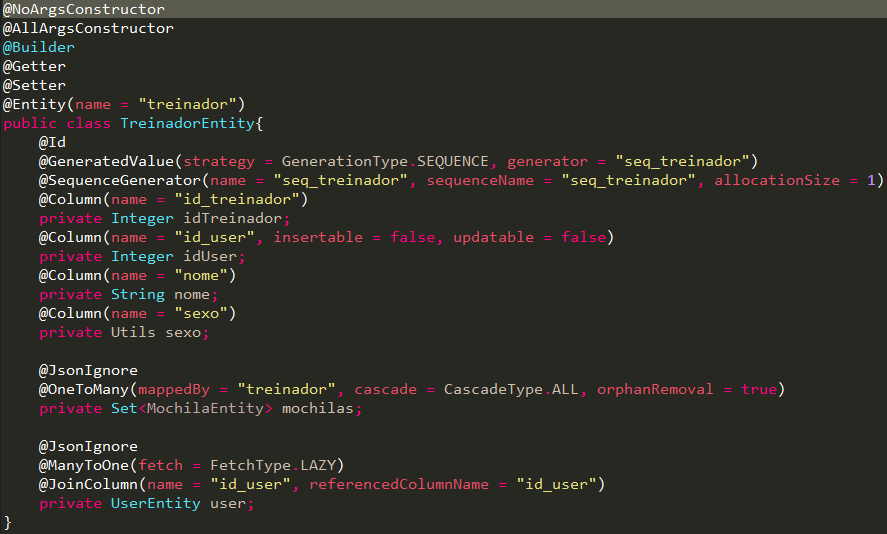 @NoArgsConstructor
@AllArgsConstructor
@Builder
@Getter
@Setter
@Entity(name = "treinador")
public class TreinadorEntity{
    @Id
    @GeneratedValue(strategy = GenerationType.SEQUENCE, generator = "seq_treinador")
    @SequenceGenerator(name = "seq_treinador", sequenceName = "seq_treinador", allocationSize = 1)
    @Column(name = "id_treinador")
    private Integer idTreinador;
    @Column(name = "id_user", insertable = false, updatable = false)
    private Integer idUser;
    @Column(name = "nome")
    private String nome;
    @Column(name = "sexo")
    private Utils sexo;

    @JsonIgnore
    @OneToMany(mappedBy = "treinador", cascade = CascadeType.ALL, orphanRemoval = true)
    private Set<MochilaEntity> mochilas;

    @JsonIgnore
    @ManyToOne(fetch = FetchType.LAZY)
    @JoinColumn(name = "id_user", referencedColumnName = "id_user")
    private UserEntity user;
}